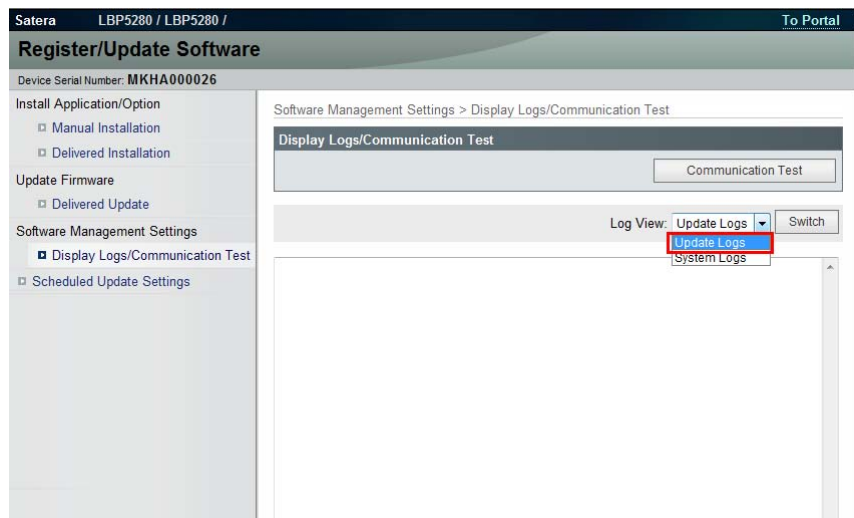 Satera LBP5280 / LBP5280 / To Portal
Register/Update Software
Device Serial Number: MKHA000026
Install Application/Option
Manual Installation
Delivered Installation
Update Firmware
Delivered Update
Software Management Settings
Display Logs/Communication Test
Scheduled Update Settings
Software Management Settings > Display Logs/Communication Test
Display Logs/Communication Test
Communication Test
Log View: Update Logs Switch
Update Logs
System Logs